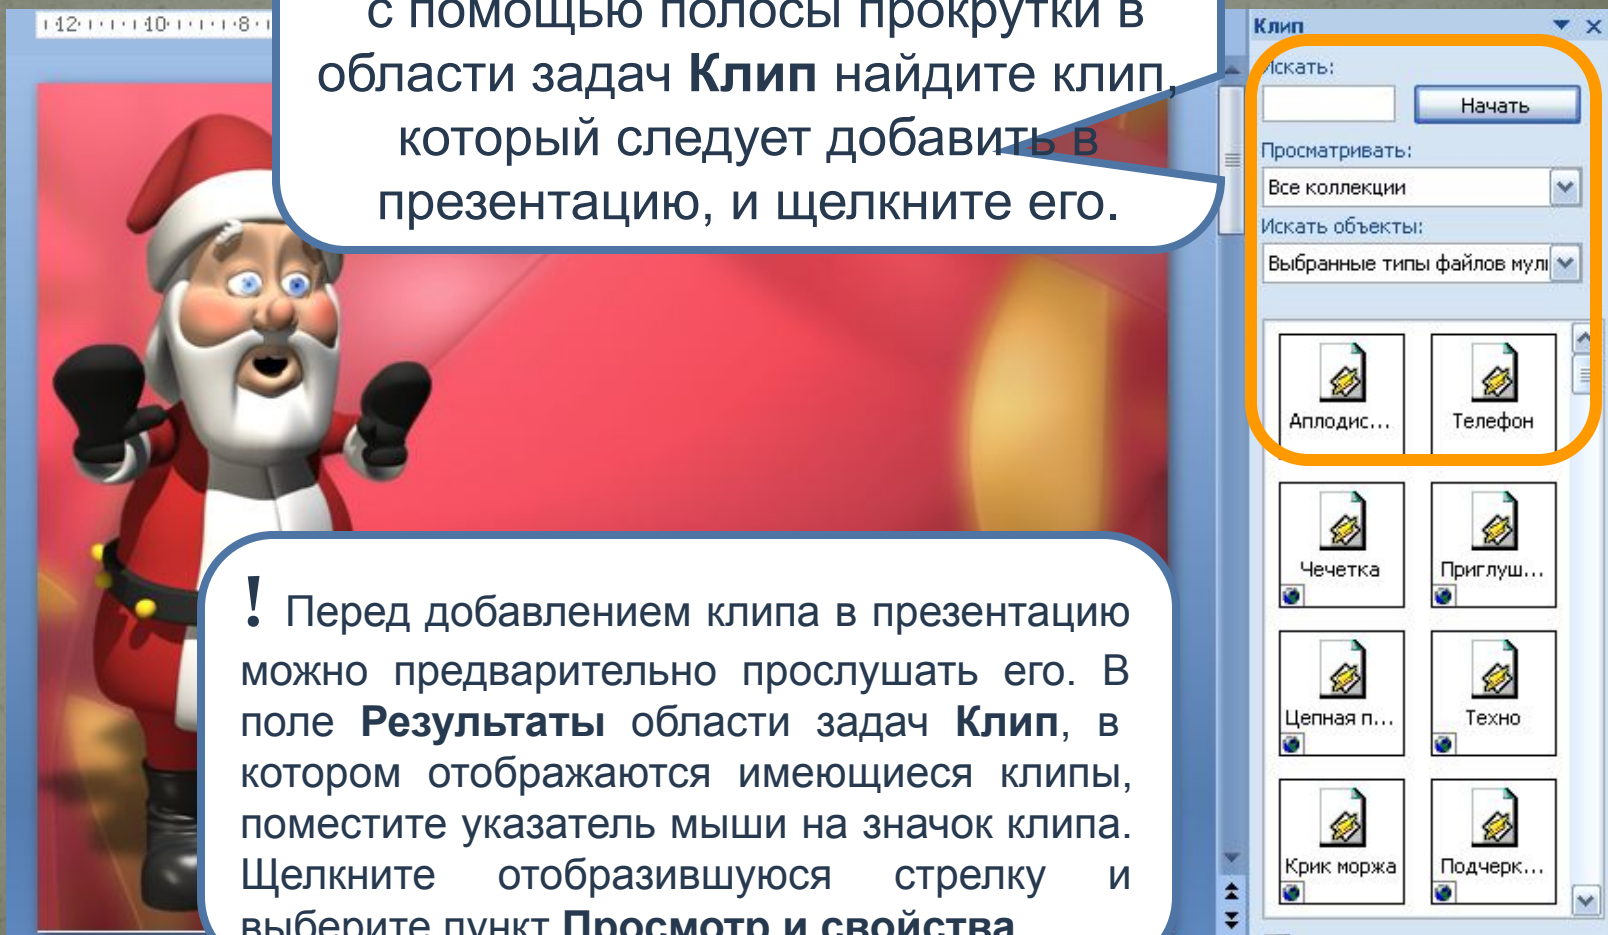 12 10 8
с помощью полосы прокрутки в
области задач Клип найдите клип,
который следует добавить в
презентацию, и щелкните его.
! Перед добавлением клипа в презентацию
можно предварительно прослушать его. В
поле Результаты области задач Клип, в
котором отображаются имеющиеся клипы,
поместите указатель мыши на значок клипа.
Щелкните отобразившуюся стрелку и
выберите пункт Просмотр и свойства
Клип
Искать:
Начать
Просматривать:
Все коллекции
Искать объекты:
Выбранные типы файлов мул
Аплодис... Телефон
Чечетка Приглуш...
Цепная п... Техно
Крик моржа Подчерк...